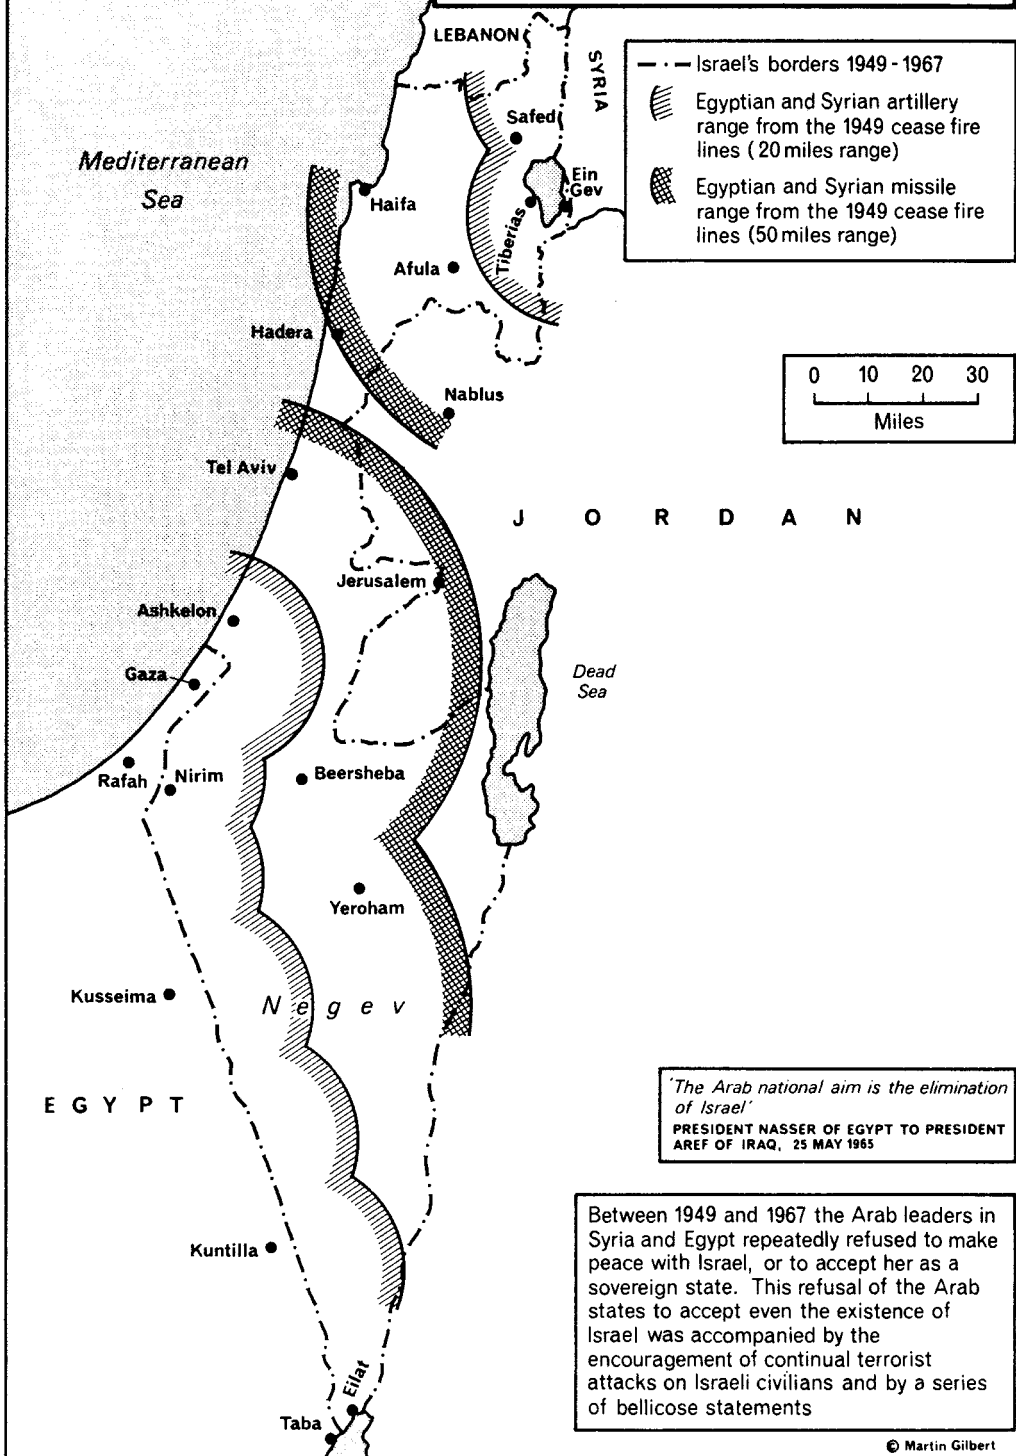 LEBANON
SYRIA
Israel's borders 1949-1967
Egyptian and Syrian artillery
range from the 1949 cease fire
lines (20 miles range)
Egyptian and Syrian missile
range from the 1949 cease fire
lines (50 miles range)
Mediterranean
Sea
Safed
Ein
Gev
Haifa
Tiberias
Afula
Hadera
Nablus
0 10 20 30
Miles
Tel Aviv
JORDAN
Jerusalem
Ashkelon
Gaza
Dead
Sea
Rafah
Nirim
Beersheba
Yeroham
Kusseima
Negev
EGYPT
'The Arab national aim is the elimination
of Israel'
PRESIDENT NASSER OF EGYPT TO PRESIDENT
AREF OF IRAQ, 25 MAY 1965
Kuntilla
Between 1949 and 1967 the Arab leaders in
Syria and Egypt repeatedly refused to make
peace with Israel, or to accept her as a
sovereign state. This refusal of the Arab
states to accept even the existence of
Israel was accompanied by the
encouragement of continual terrorist
attacks on Israeli civilians and by a series
of bellicose statements
Eilat
Taba
© Martin Gilbert